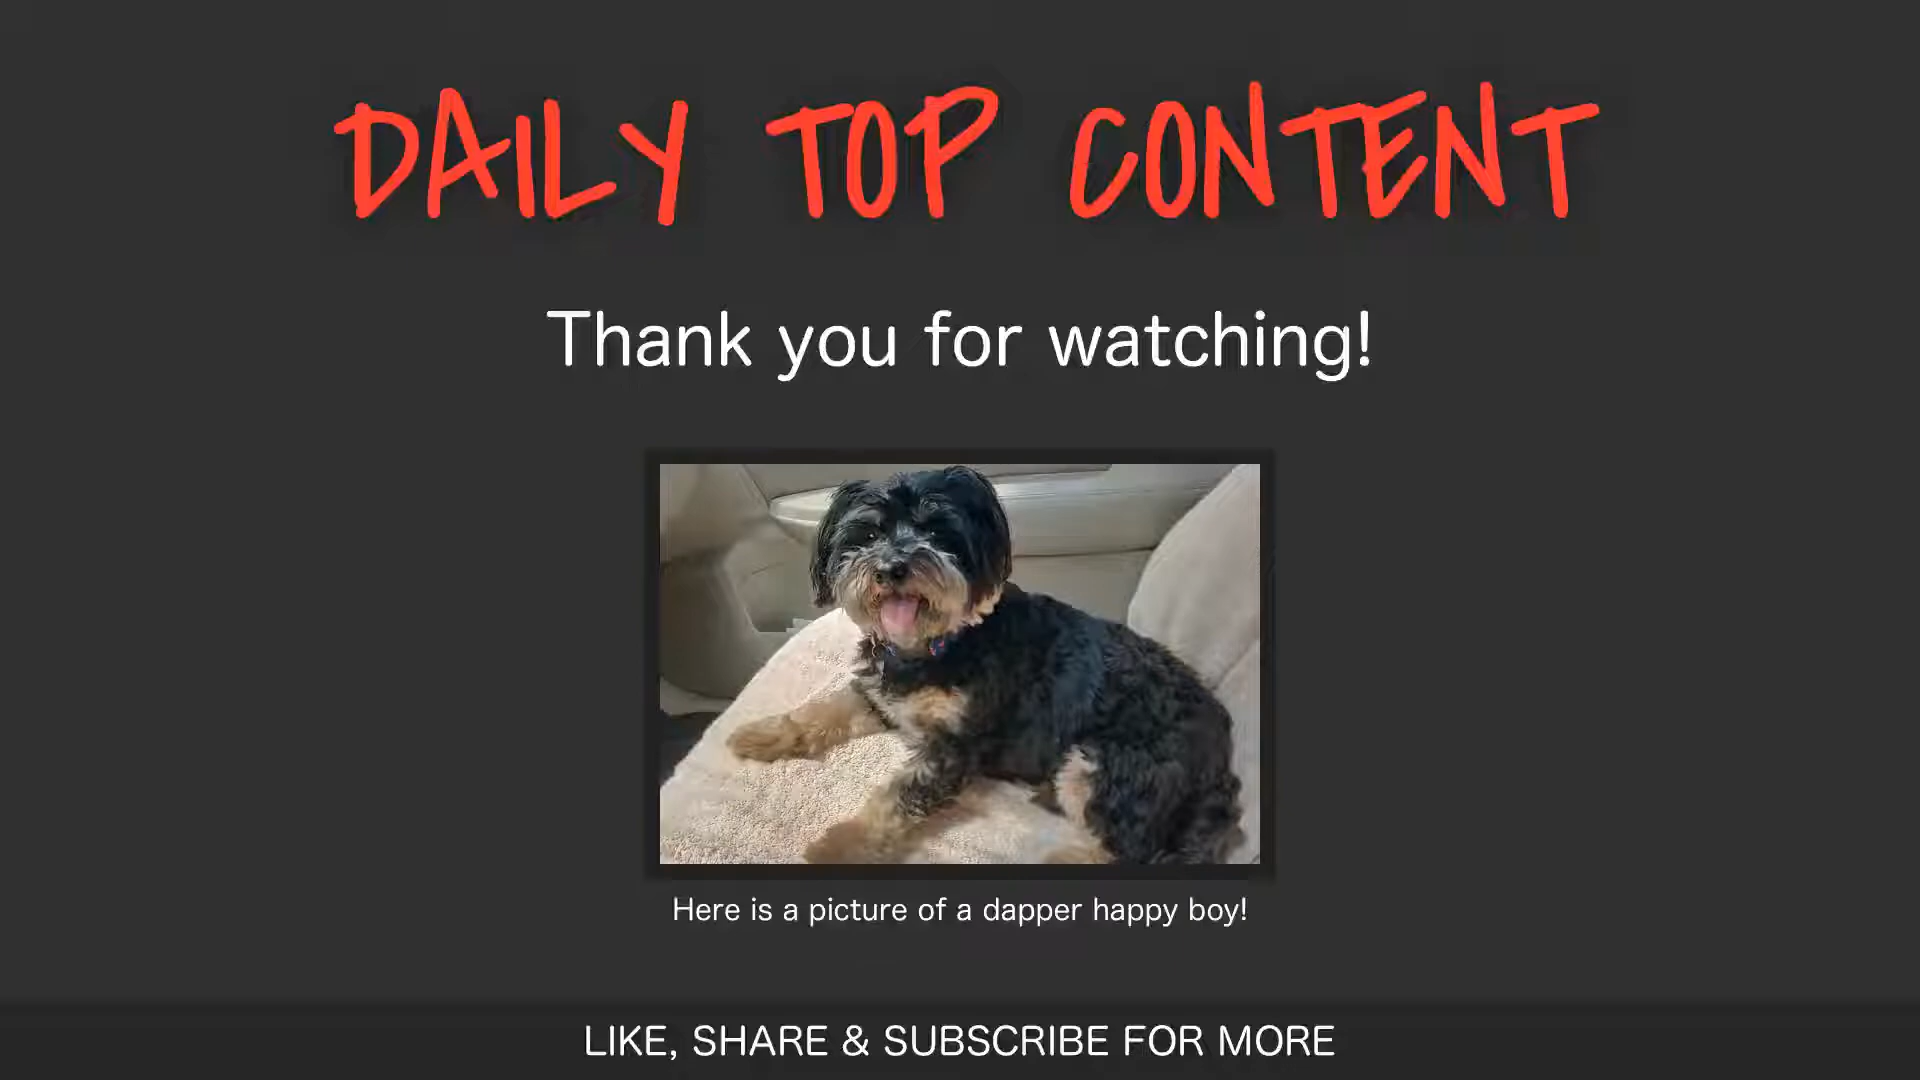 DAILY TOP CONTENT
Thank you for watching!
Here is a picture of a dapper happy boy!
LIKE, SHARE & SUBSCRIBE FOR MORE